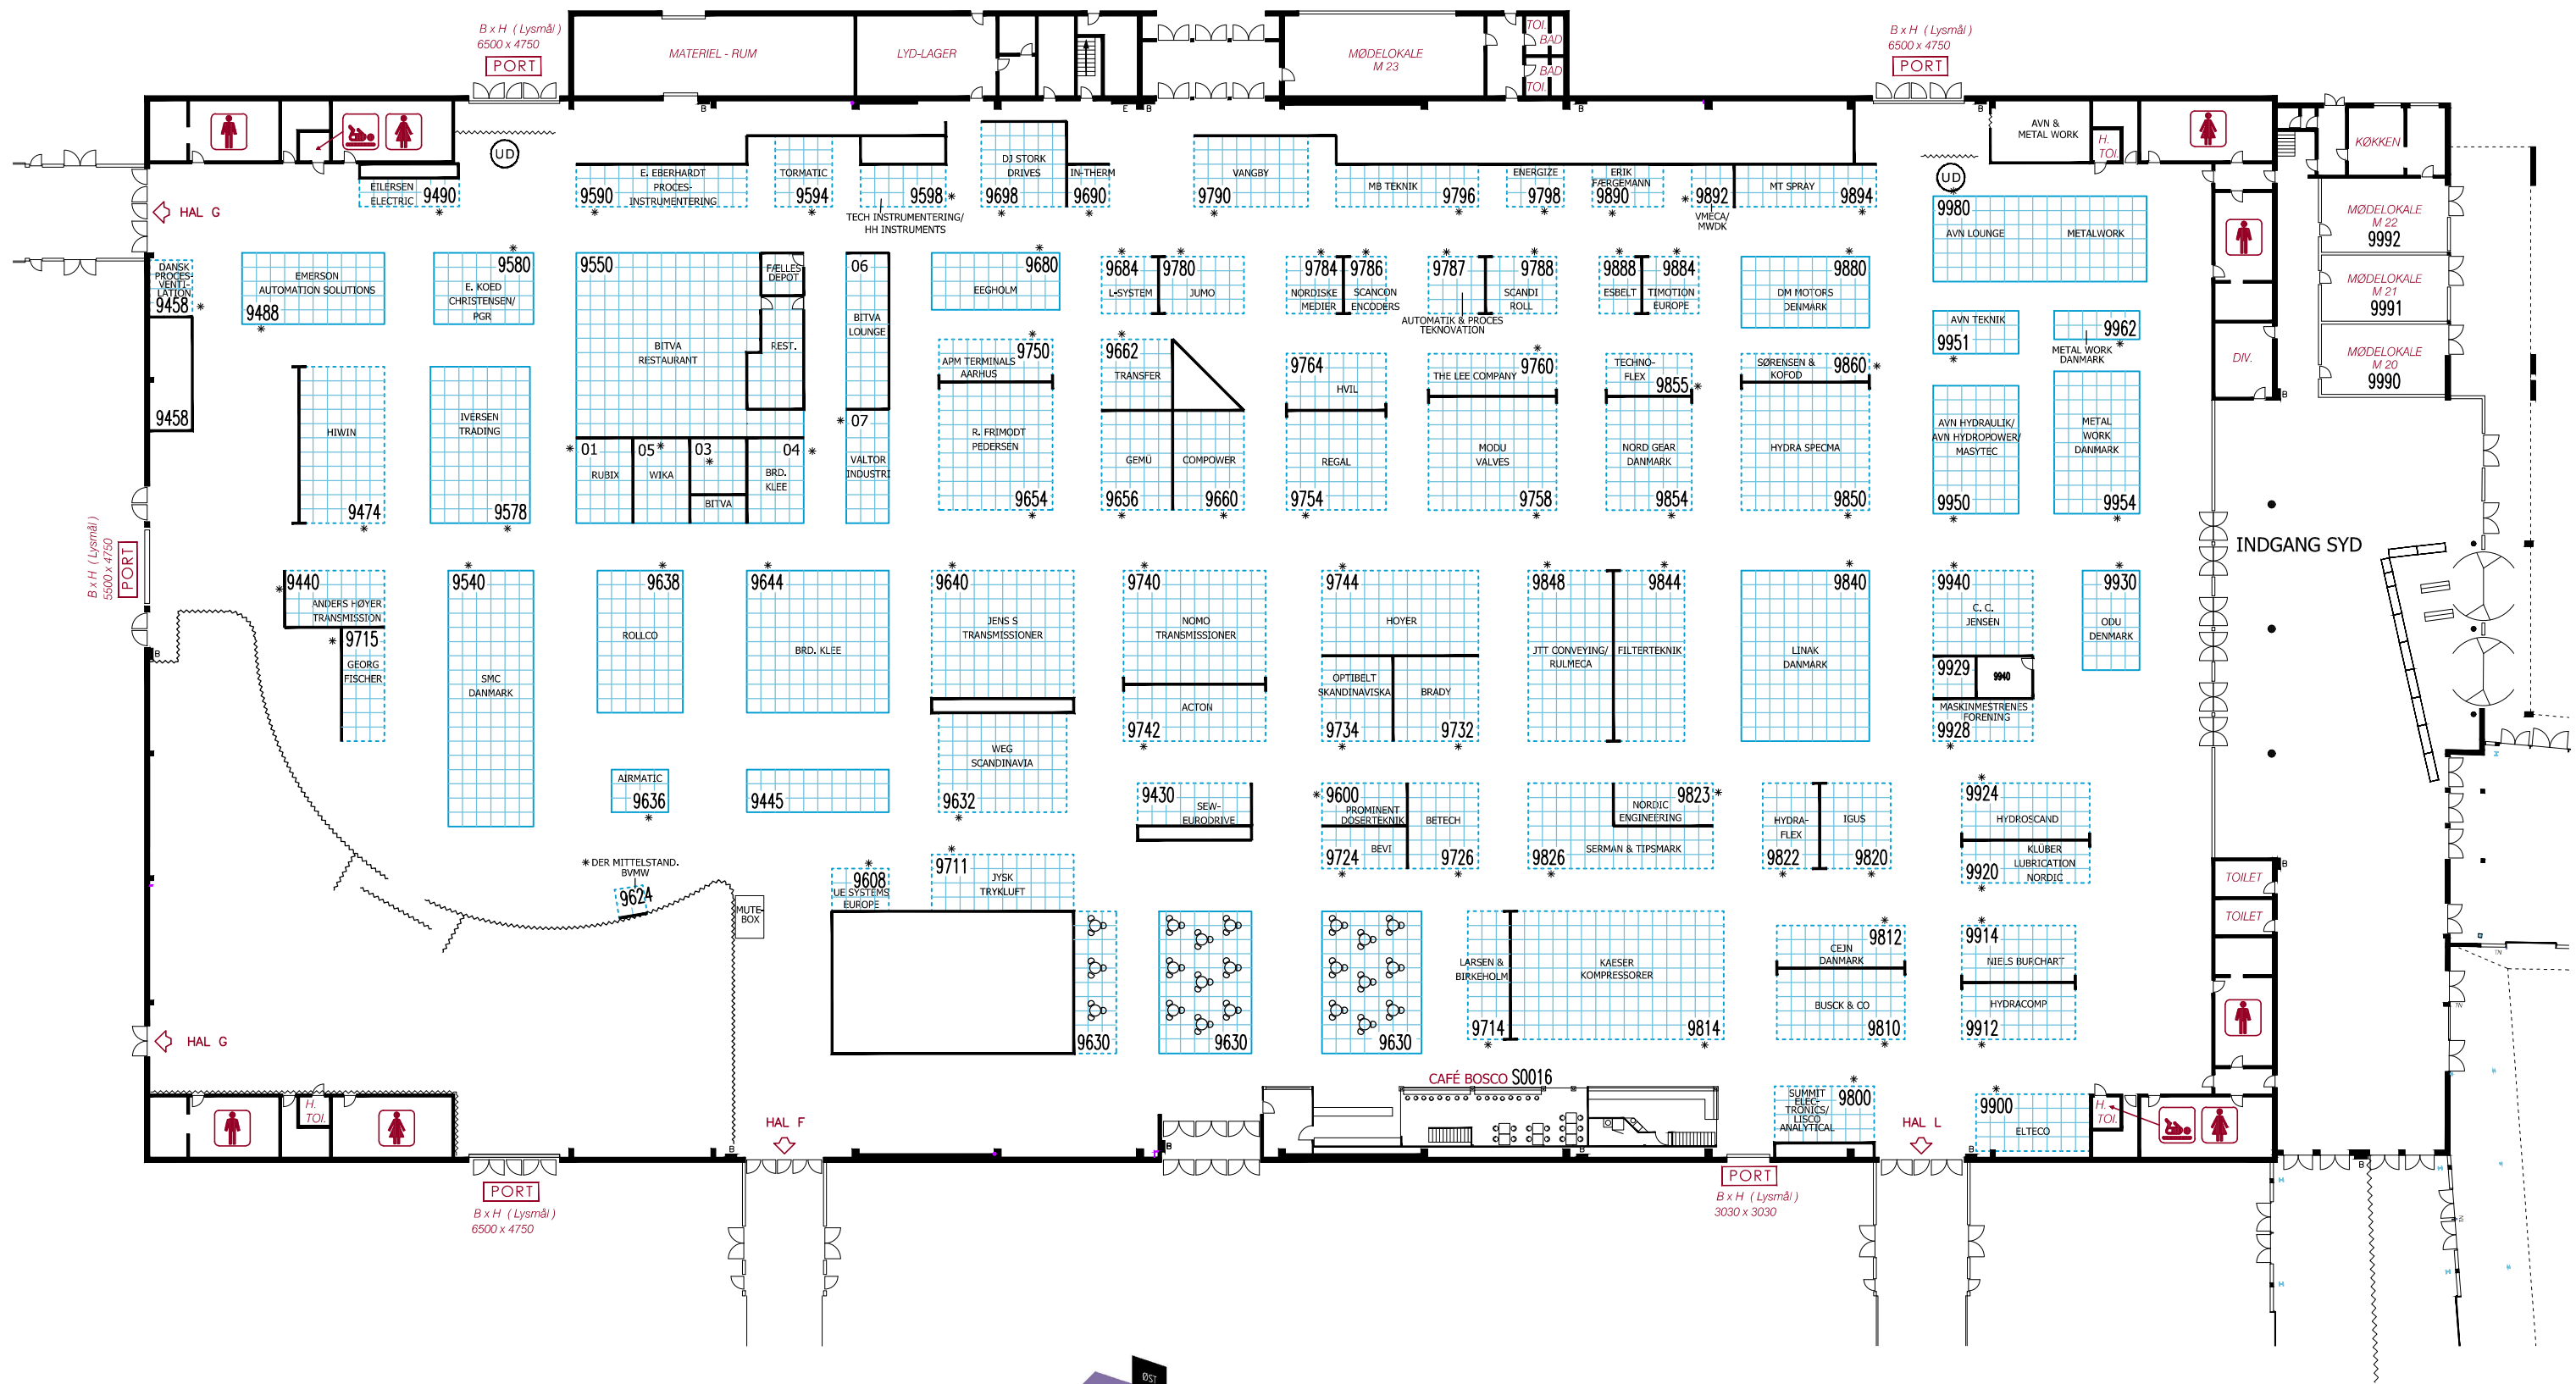 B x H ( Lysmål )
6500 x 4750
PORT
MATERIEL - RUM
LYD-LAGER
MØDELOKALE
M 23
TOI.
BAD
BAD
TOI.
B x H ( Lysmål )
6500 x 4750
PORT
B
E
B
B
B
UD
HAL G
EILERSEN
ELECTRIC
9490
E. EBERHARDT
PROCES-
INSTRUMENTERING
9590
TORMATIC
9594
9598
TECH INSTRUMENTERING/
HH INSTRUMENTS
DJ STORK
DRIVES
9698
IN-THERM
9690
VANGBY
9790
MB TEKNIK
9796
ENERGIZE
9798
ERIK
FÆRGEMANN
9890
9892
VMECA/
MWDK
MT SPRAY
9894
AVN &
METAL WORK
H.
TOI.
UD
KØKKEN
9980
AVN LOUNGE
METALWORK
MØDELOKALE
M 22
9992
MØDELOKALE
M 21
9991
MØDELOKALE
M 20
9990
DIV.
B
DANSK
PROCES-
VENTI-
LATION
9458
9458
EMERSON
AUTOMATION SOLUTIONS
9488
9580
E. KOED
CHRISTENSEN/
PGR
9550
FÆLLES
DEPOT
BITVA
RESTAURANT
REST.
06
BITVA
LOUNGE
9680
EEGHOLM
9684
L-SYSTEM
9780
JUMO
9784
NORDISKE
MEDIER
9786
SCANCON
ENCODERS
9787
AUTOMATIK & PROCES
TEKNOVATION
9788
SCANDI
ROLL
9888
ESBELT
9884
TIMOTION
EUROPE
9880
DM MOTORS
DENMARK
AVN TEKNIK
9951
9962
METAL WORK
DANMARK
HIWIN
9474
IVERSEN
TRADING
9578
01
RUBIX
05
WIKA
03
BITVA
04
BRD.
KLEE
07
VALTOR
INDUSTRI
9750
APM TERMINALS
AARHUS
R. FRIMODT
PEDERSEN
9654
9662
TRANSFER
GEMÜ
9656
COMPOWER
9660
9764
HVIL
REGAL
9754
9760
THE LEE COMPANY
MODU
VALVES
9758
TECHNO-
FLEX
9855
NORD GEAR
DANMARK
9854
SØRENSEN &
KOFOD
9860
HYDRA SPECMA
9850
AVN HYDRAULIK/
AVN HYDROPOWER/
MASYTEC
9950
METAL
WORK
DANMARK
9954
INDGANG SYD
B x H ( Lysmål )
5500 x 4750
PORT
B
9440
ANDERS HØYER
TRANSMISSION
9715
GEORG
FISCHER
9540
SMC
DANMARK
9638
ROLLCO
9644
BRD. KLEE
9640
JENS S
TRANSMISSIONER
WEG
SCANDINAVIA
9632
9740
NOMO
TRANSMISSIONER
ACTON
9742
9744
HOYER
OPTIBELT
SKANDINAVISKA
9734
BRADY
9732
9848
JTT CONVEYING/
RULMECA
9844
FILTERTEKNIK
9840
LINAK
DANMARK
9940
C. C.
JENSEN
9929
9940
MASKINMESTRENES
FORENING
9928
9930
ODU
DENMARK
AIRMATIC
9636
9445
9430
SEW-
EURODRIVE
9600
PROMINENT
DOSERTEKNIK
BEVI
9724
BETECH
9726
NORDIC
ENGINEERING
9823
SERMAN & TIPSMARK
9826
HYDRA-
FLEX
9822
IGUS
9820
9924
HYDROSCAND
KLÜBER
LUBRICATION
NORDIC
9920
B
TOILET
TOILET
DER MITTELSTAND.
BVMW
9624
MUTE-
BOX
9608
UE SYSTEMS
EUROPE
9711
JYSK
TRYKLUFT
9630
9630
9630
LARSEN &
BIRKEHOLM
9714
KAESER
KOMPRESSORER
9814
CEJN
DANMARK
9812
BUSCK & CO
9810
9914
NIELS BURCHART
HYDRACOMP
9912
HAL G
H.
TOI.
HAL F
B
B
CAFÉ BOSCO S0016
B
SUMMIT
ELEC-
TRONICS/
LISCO
ANALYTICAL
9800
HAL L
B
9900
ELTECO
H.
TOI.
B
PORT
B x H ( Lysmål )
6500 x 4750
PORT
B x H ( Lysmål )
3030 x 3030
ØST